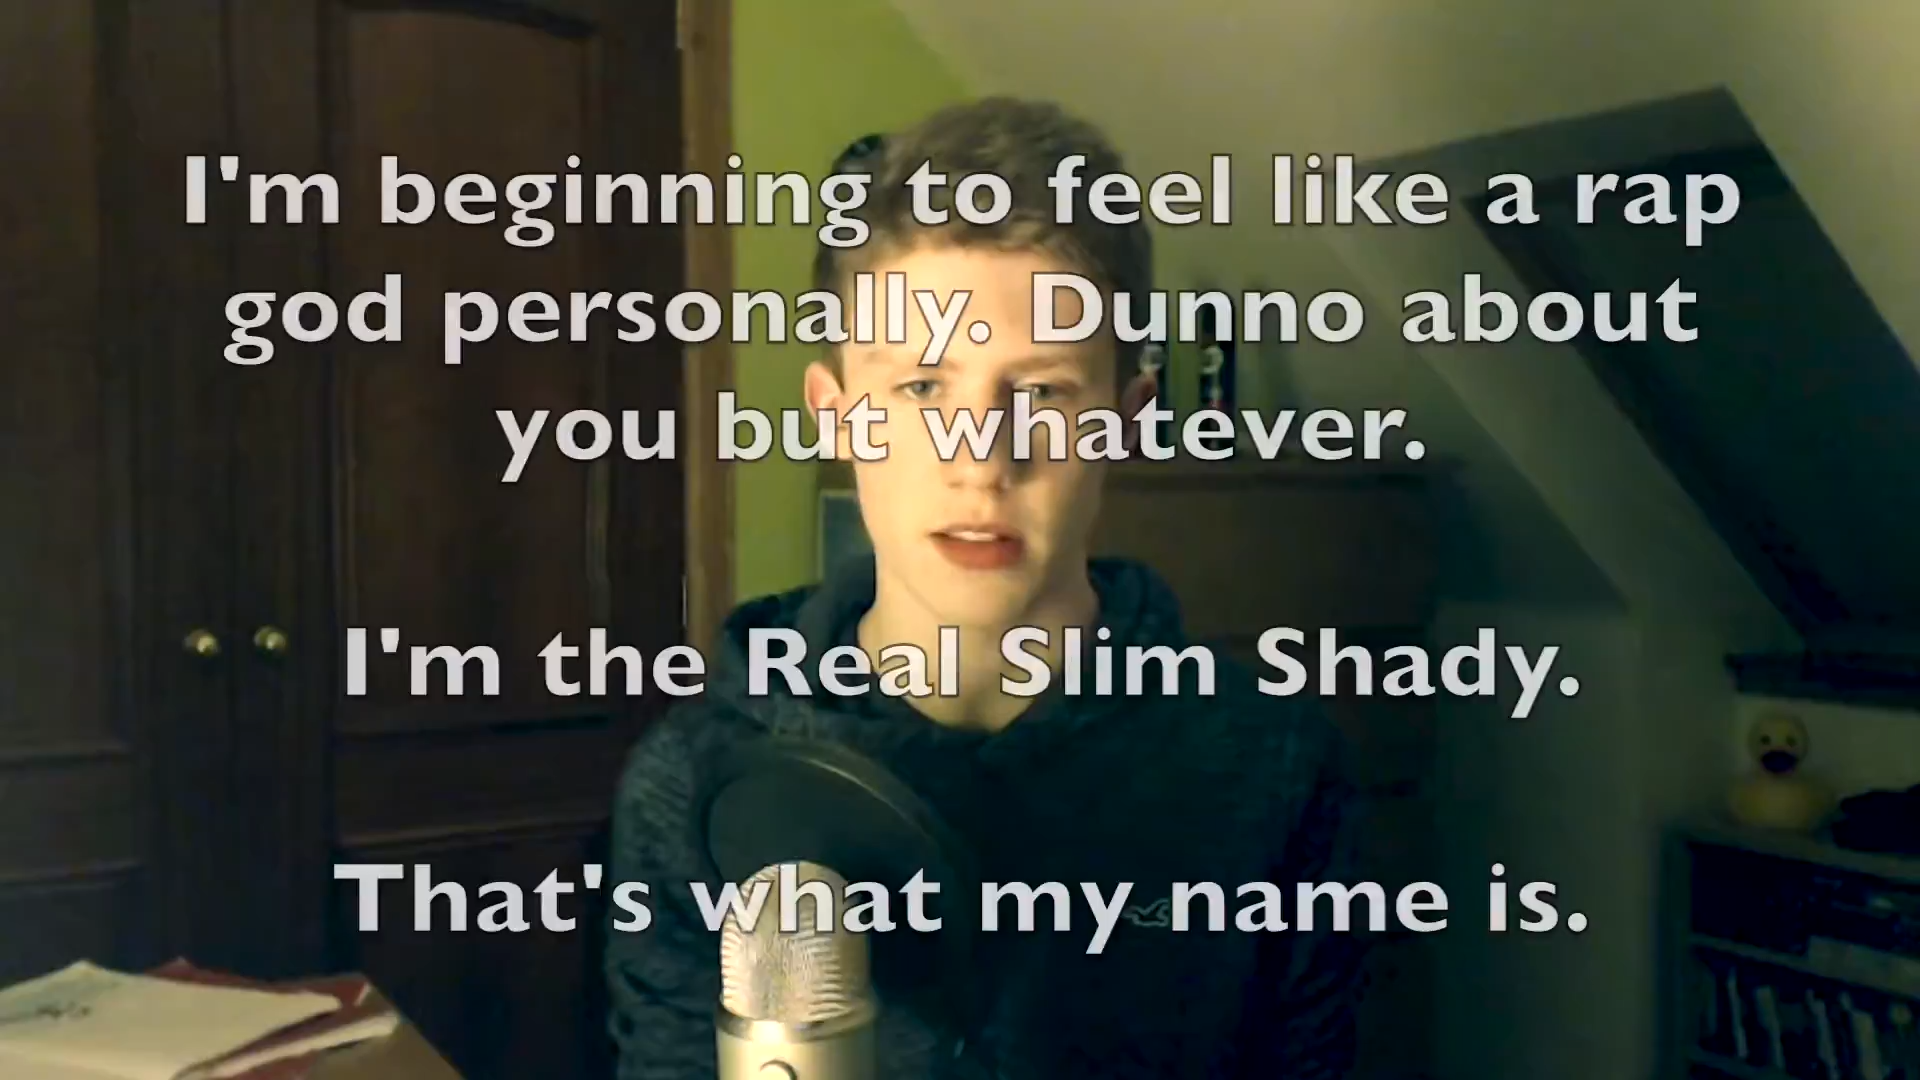 I'm beginning to feel like a rap
god personally. Dunno about
you but whatever.
I'm the Real Slim Shady.
That's what my name is.